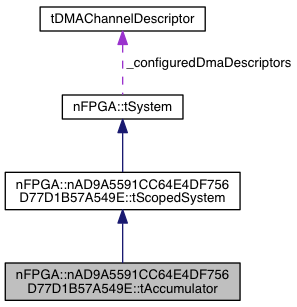 tDMAChannelDescriptor
_configuredDmaDescriptors
nFPGA::tSystem
nFPGA::nAD9A5591CC64E4DF756
D77D1B57A549E::tScopedSystem
nFPGA::nAD9A5591CC64E4DF756
D77D1B57A549E::tAccumulator